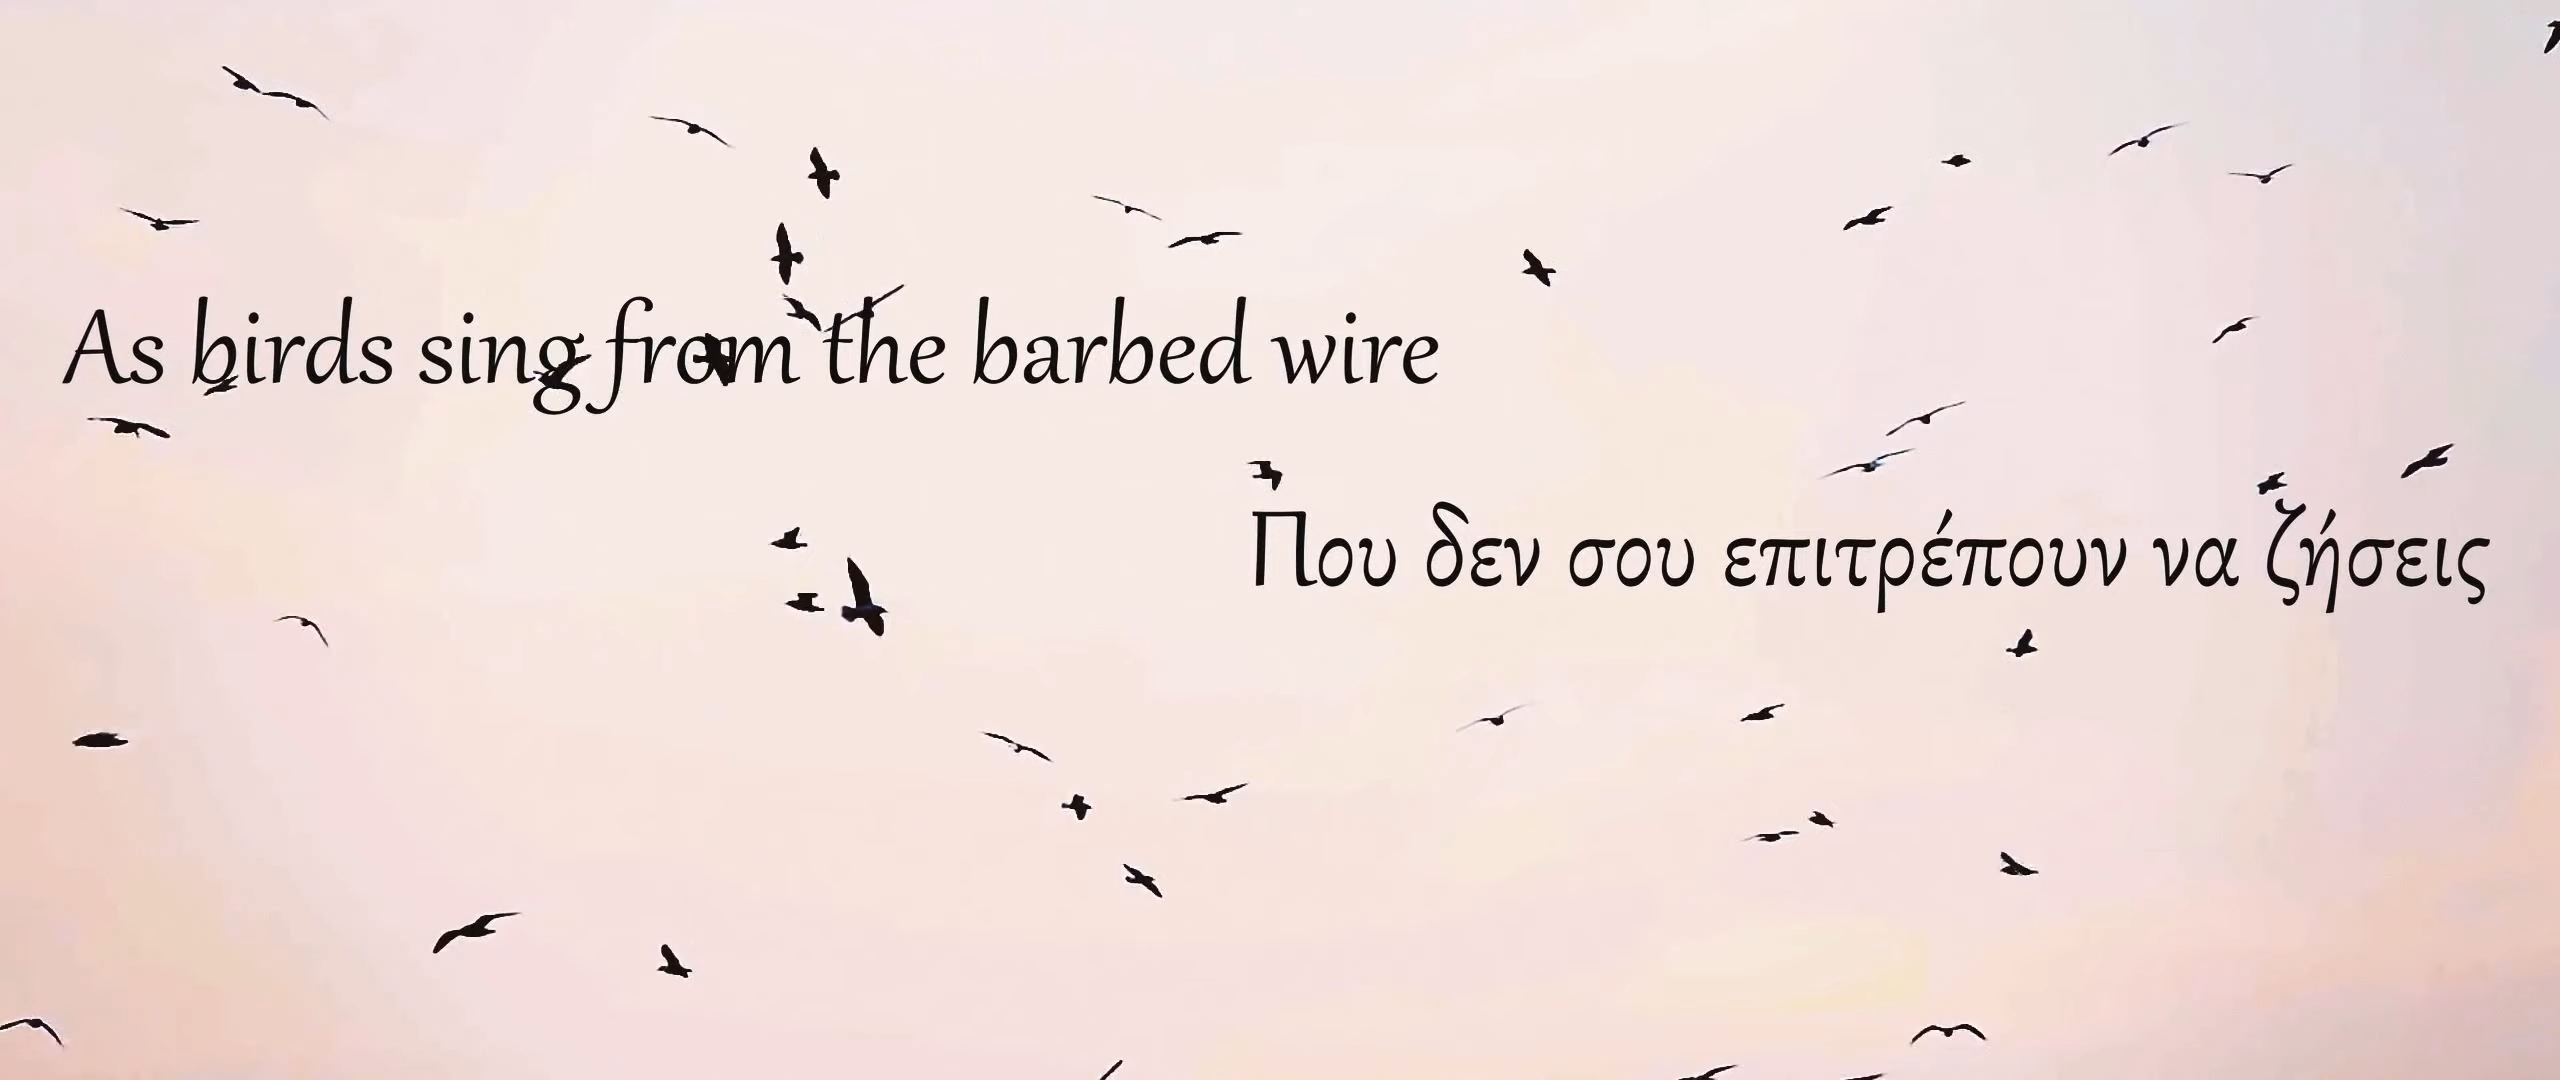 As birds sing from the barbed wire
Που δεν σου επιτρέπουν να ζήσεις